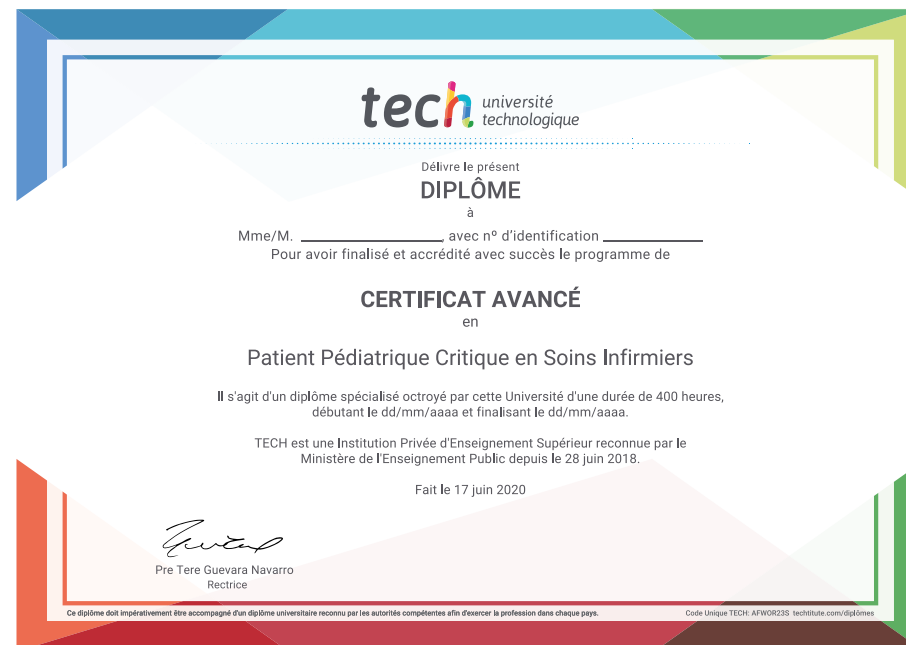 tech université
technologique
Délivre le présent
DIPLÔME
à
Mme/M. ____________________, avec nº d'identification ______________
Pour avoir finalisé et accrédité avec succès le programme de
CERTIFICAT AVANCÉ
en
Patient Pédiatrique Critique en Soins Infirmiers
Il s'agit d'un diplôme spécialisé octroyé par cette Université d'une durée de 400 heures,
débutant le dd/mm/aaaa et finalisant le dd/mm/aaaa.
TECH est une Institution Privée d'Enseignement Supérieur reconnue par le
Ministère de l'Enseignement Public depuis le 28 juin 2018.
Fait le 17 juin 2020
Pre Tere Guevara Navarro
Rectrice
Ce diplôme doit impérativement être accompagné d'un diplôme universitaire reconnu par les autorités compétentes afin d'exercer la profession dans chaque pays.
Code Unique TECH: AFWOR23S techtitute.com/diplômes